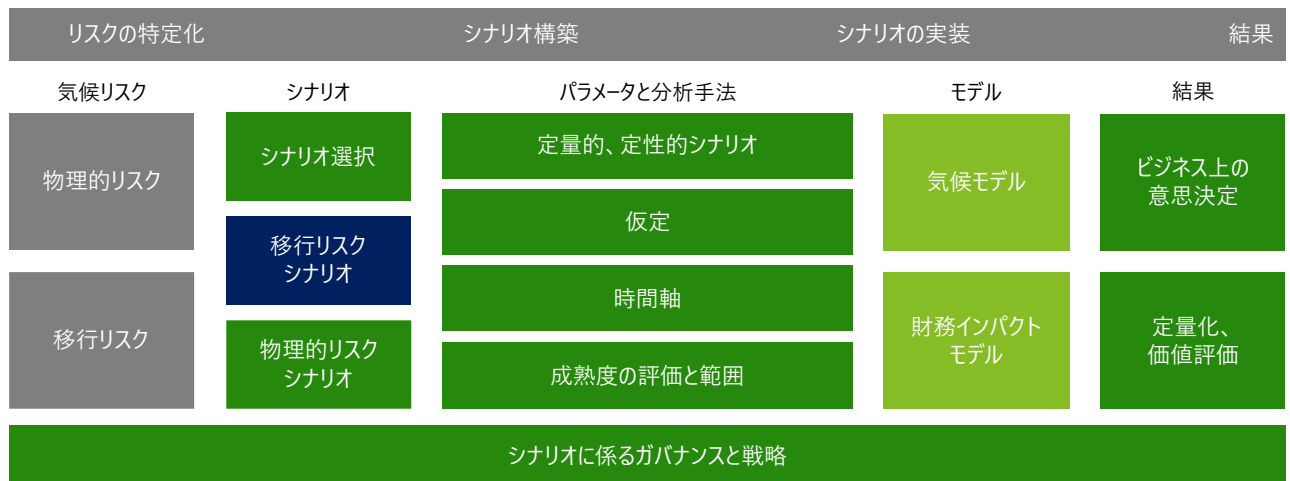 リスクの特定化
シナリオ構築
シナリオの実装
結果
気候リスク
シナリオ
パラメータと分析手法
モデル
結果
物理的リスク
移行リスク
シナリオ選択
移行リスク
シナリオ
物理的リスク
シナリオ
定量的、定性的シナリオ
仮定
時間軸
成熟度の評価と範囲
気候モデル
財務インパクト
モデル
ビジネス上の
意思決定
定量化、
価値評価
シナリオに係るガバナンスと戦略